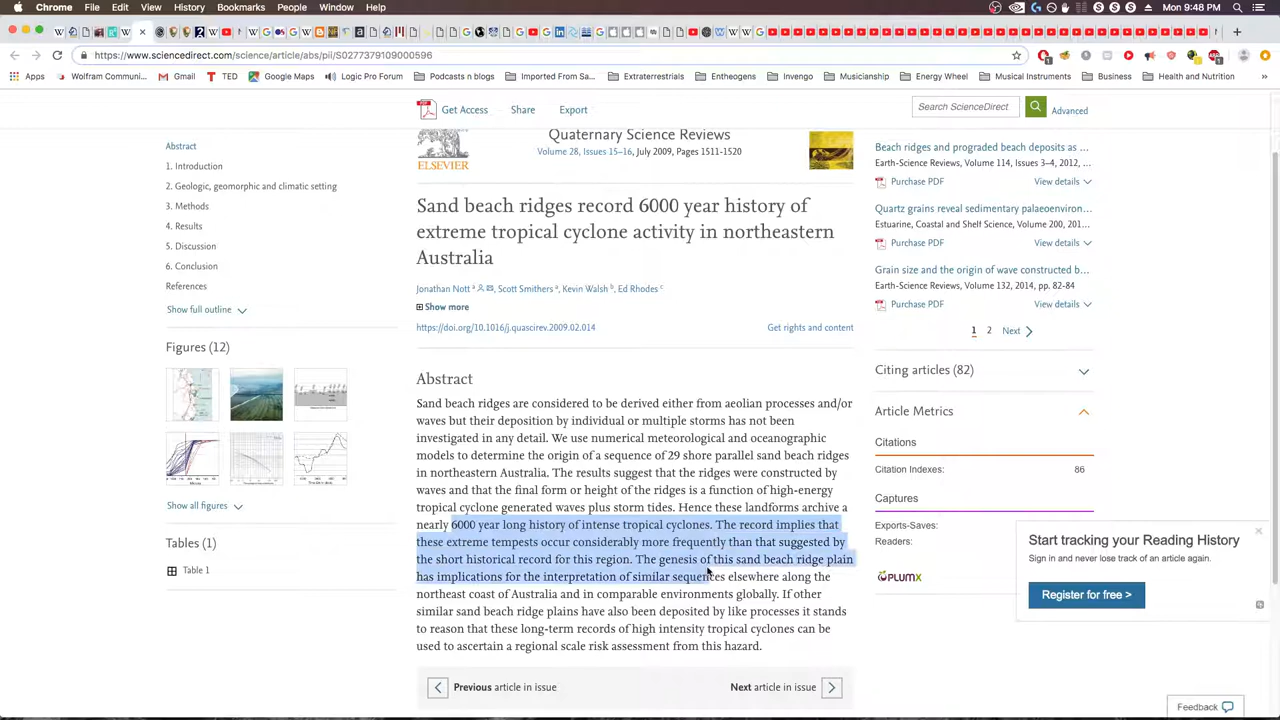 Chrome File Edit View History Bookmarks People Window Help
Mon 9:48 PM
https://www.sciencedirect.com/science/article/abs/pii/S0277379109000596
Apps Wolfram Communi... Gmail TED Google Maps Logic Pro Forum Podcasts n blogs Imported From Sa... Extraterrestrials Entheogens Invengo Musicianship Energy Wheel Musical Instruments Business Health and Nutrition »
Get Access Share Export
Search ScienceDirect
Advanced
Abstract
1. Introduction
2. Geologic, geomorphic and climatic setting
3. Methods
4. Results
5. Discussion
6. Conclusion
References
Show full outline
Figures (12)
Show all figures
Tables (1)
Table 1
ELSEVIER
Quaternary Science Reviews
Volume 28, Issues 15–16, July 2009, Pages 1511-1520
Sand beach ridges record 6000 year history of
extreme tropical cyclone activity in northeastern
Australia
Jonathan Nott a, Scott Smithers a, Kevin Walsh b, Ed Rhodes c
Show more
https://doi.org/10.1016/j.quascirev.2009.02.014
Get rights and content
Abstract
Sand beach ridges are considered to be derived either from aeolian processes and/or
waves but their deposition by individual or multiple storms has not been
investigated in any detail. We use numerical meteorological and oceanographic
models to determine the origin of a sequence of 29 shore parallel sand beach ridges
in northeastern Australia. The results suggest that the ridges were constructed by
waves and that the final form or height of the ridges is a function of high-energy
tropical cyclone generated waves plus storm tides. Hence these landforms archive a
nearly 6000 year long history of intense tropical cyclones. The record implies that
these extreme tempests occur considerably more frequently than that suggested by
the short historical record for this region. The genesis of this sand beach ridge plain
has implications for the interpretation of similar sequences elsewhere along the
northeast coast of Australia and in comparable environments globally. If other
similar sand beach ridge plains have also been deposited by like processes it stands
to reason that these long-term records of high intensity tropical cyclones can be
used to ascertain a regional scale risk assessment from this hazard.
Previous article in issue
Next article in issue
Beach ridges and prograded beach deposits as ...
Earth-Science Reviews, Volume 114, Issues 3–4, 2012, ...
Purchase PDF View details
Quartz grains reveal sedimentary palaeoenviron...
Estuarine, Coastal and Shelf Science, Volume 200, 201...
Purchase PDF View details
Grain size and the origin of wave constructed b...
Earth-Science Reviews, Volume 132, 2014, pp. 82-84
Purchase PDF View details
1 2 Next
Citing articles (82)
Article Metrics
Citations
Citation Indexes: 86
Captures
Exports-Saves:
Readers:
PLUMX
Start tracking your Reading History
Sign in and never lose track of an article again.
Register for free >
Feedback